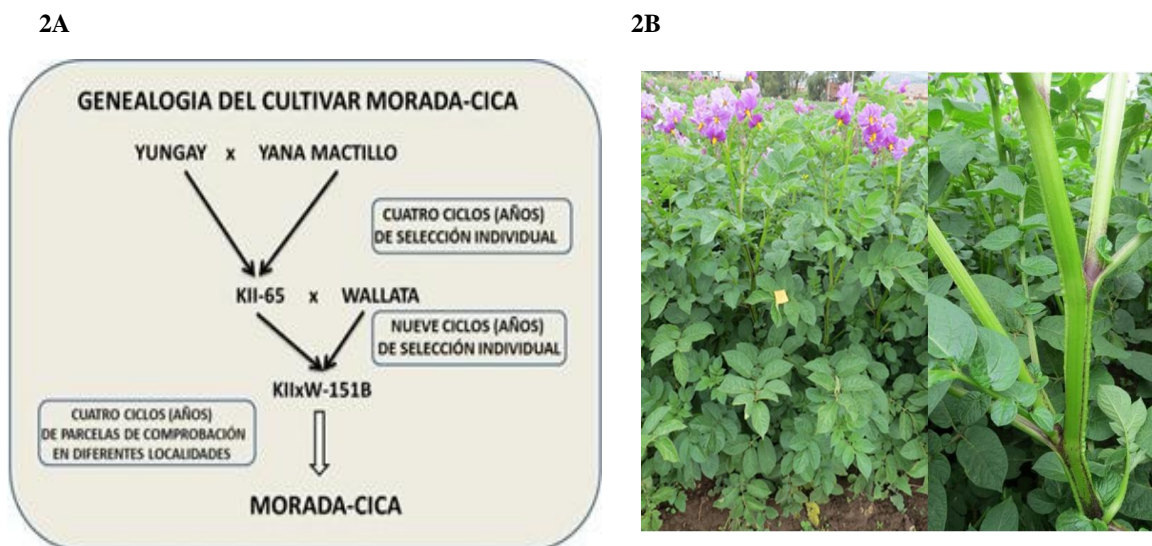 2A
2B
GENEALOGIA DEL CULTIVAR MORADA-CICA
YUNGAY x YANA MACTILLO
CUATRO CICLOS (AÑOS)
DE SELECCIÓN INDIVIDUAL
KII-65 x WALLATA
NUEVE CICLOS (AÑOS)
DE SELECCIÓN INDIVIDUAL
KIIxW-151B
CUATRO CICLOS (AÑOS)
DE PARCELAS DE COMPROBACIÓN
EN DIFERENTES LOCALIDADES
MORADA-CICA